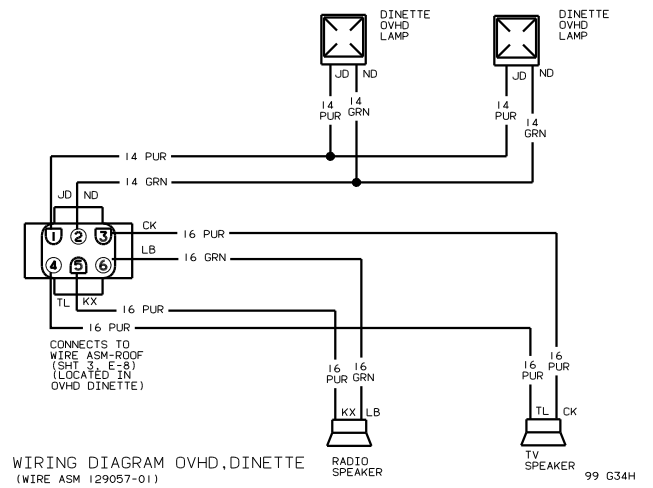 DINETTE
OVHD
LAMP
DINETTE
OVHD
LAMP
JD ND
JD ND
14
PUR
14
GRN
14
PUR
14
GRN
14 PUR
14 GRN
JD ND
CK
16 PUR
1 2 3
LB
16 GRN
4 5 6
TL KX
16 PUR
16 PUR
CONNECTS TO
WIRE ASM-ROOF
(SHT 3, E-8)
(LOCATED IN
OVHD DINETTE)
16
PUR
16
GRN
16
PUR
16
PUR
KX LB
TL CK
WIRING DIAGRAM OVHD,DINETTE
(WIRE ASM 129057-01)
RADIO
SPEAKER
TV
SPEAKER
99 G34H